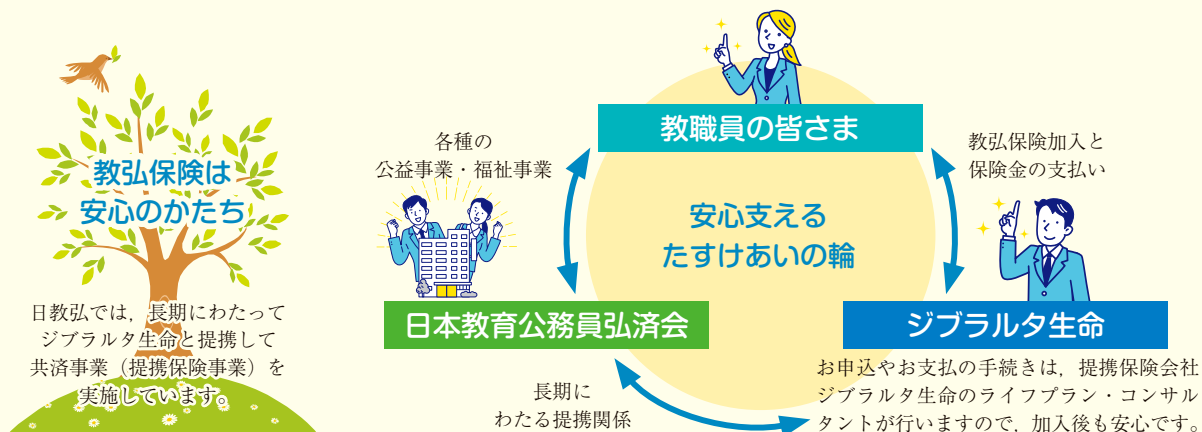 教弘保険は
安心のかたち
日教弘では，長期にわたって
ジブラルタ生命と提携して
共済事業（提携保険事業）を
実施しています。
教職員の皆さま
各種の
公益事業・福祉事業
教弘保険加入と
保険金の支払い
安心支える
たすけあいの輪
日本教育公務員弘済会
ジブラルタ生命
長期に
わたる提携関係
お申込やお支払の手続きは，提携保険会社
ジブラルタ生命のライフプラン・コンサル
タントが行いますので，加入後も安心です。